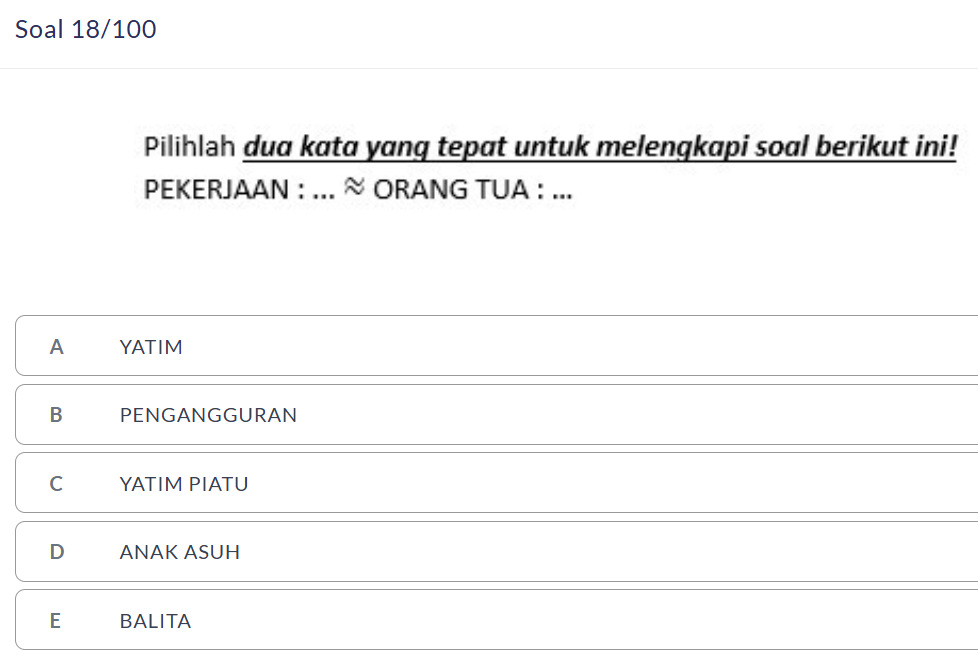 Soal 18/100
Pilihlah dua kata yang tepat untuk melengkapi soal berikut ini!
PEKERJAAN : ... ≈ ORANG TUA : ...
A YATIM
B PENGANGGURAN
C YATIM PIATU
D ANAK ASUH
E BALITA